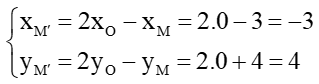 x_{M'} = 2x_O − x_M = 2.0 − 3 = −3
y_{M'} = 2y_O − y_M = 2.0 + 4 = 4